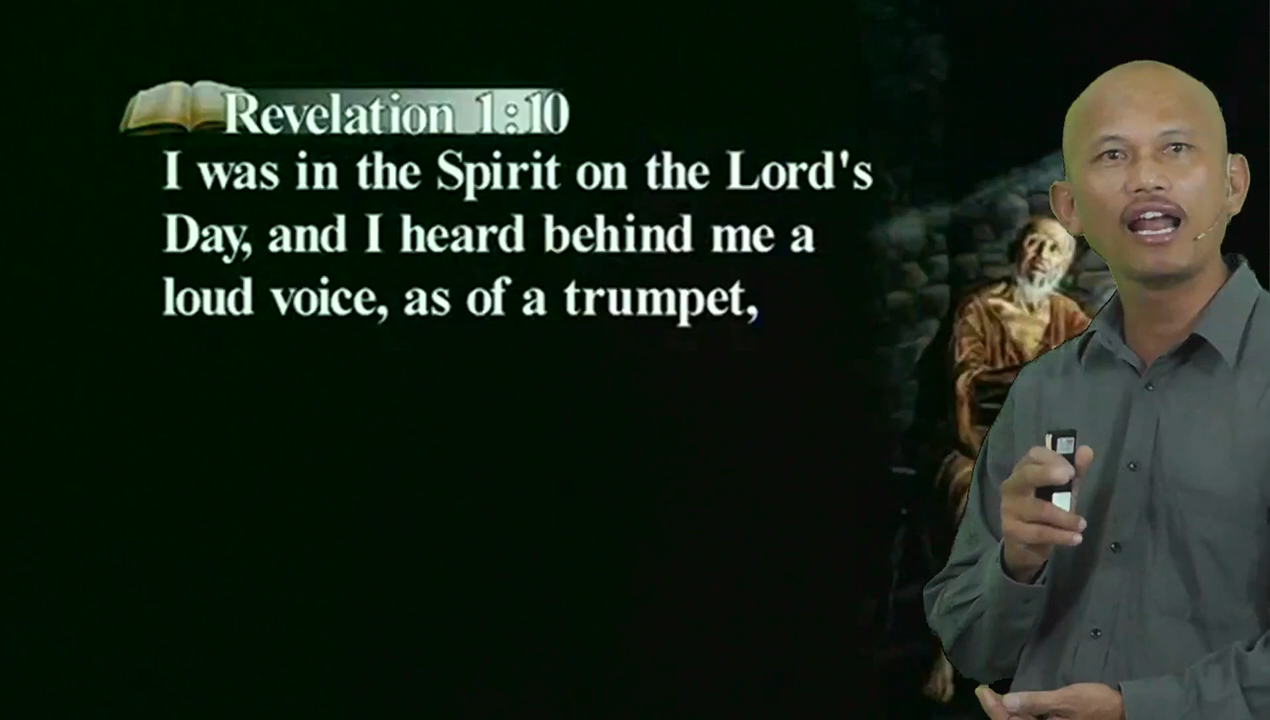 Revelation 1:10
I was in the Spirit on the Lord's
Day, and I heard behind me a
loud voice, as of a trumpet,